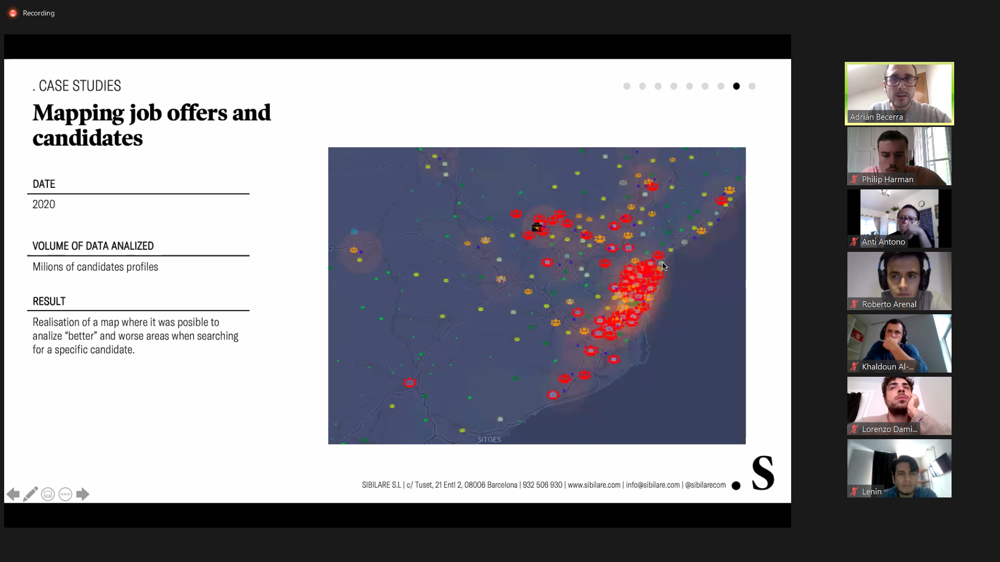 Recording
. CASE STUDIES
Mapping job offers and
candidates
DATE
2020
VOLUME OF DATA ANALIZED
Milions of candidates profiles
RESULT
Realisation of a map where it was posible to
analize “better” and worse areas when searching
for a specific candidate.
SITGES
SIBILARE S.L | c/ Tuset, 21 Entl 2, 08006 Barcelona | 932 506 930 | www.sibilare.com | info@sibilare.com | @sibilarecom
S
Adrián Becerra
Philip Harman
Anti Antono
Roberto Arenal
Khaldoun Al-...
Lorenzo Dami...
Lenin